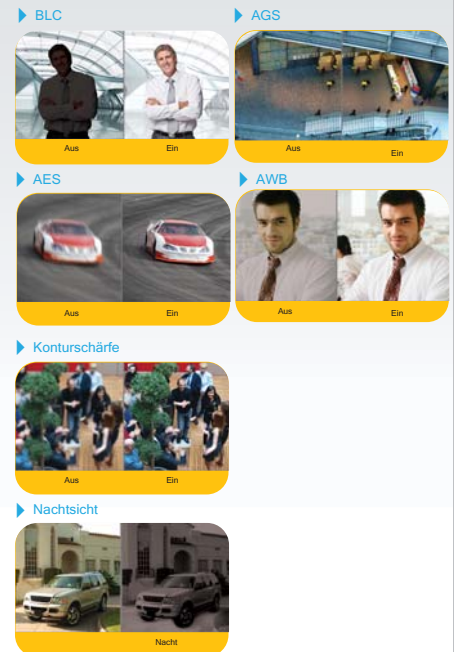 BLC
AGS
Aus Ein
Aus Ein
AES
AWB
Aus Ein
Aus Ein
Konturschärfe
Aus Ein
Nachtsicht
Nacht